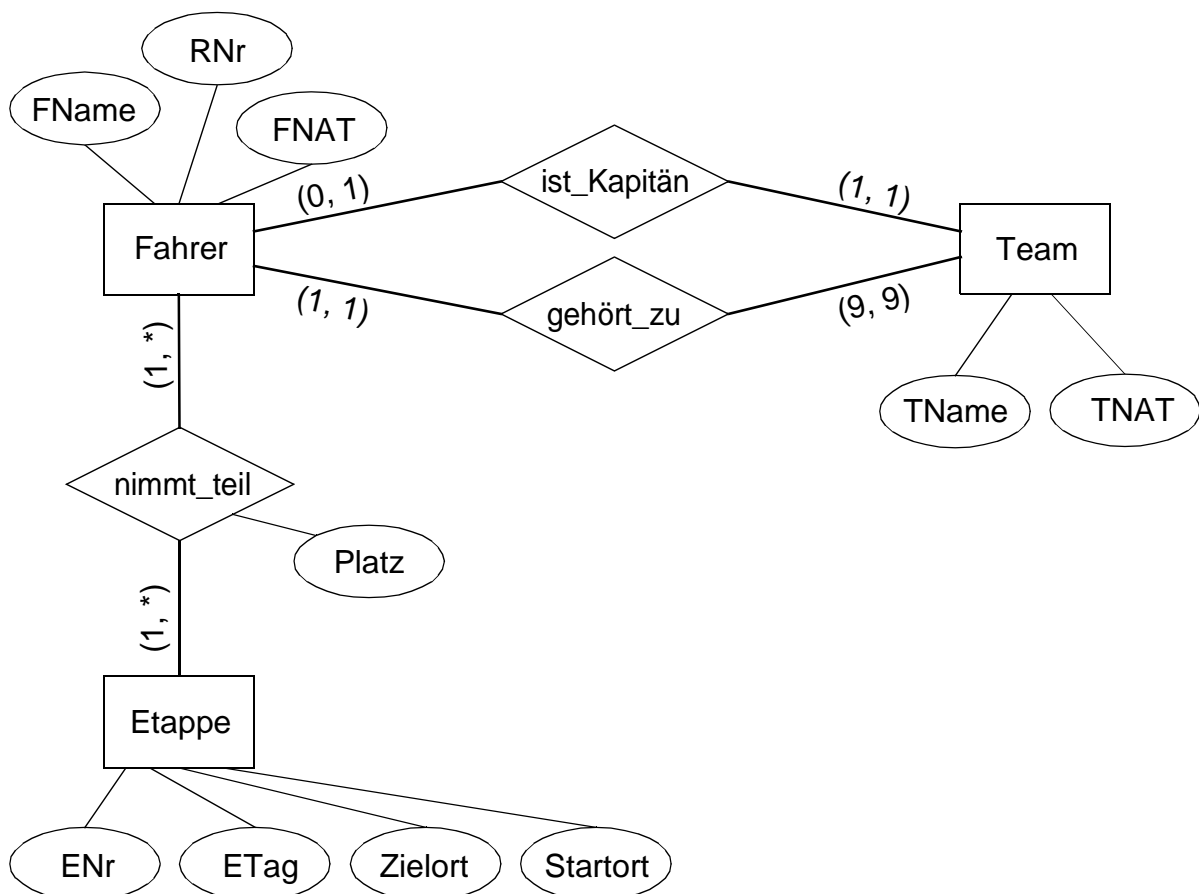 RNr
FName
FNAT
(0, 1)
ist_Kapitän
(1, 1)
Fahrer
Team
(1, 1)
gehört_zu
(9, 9)
(1, *)
TName
TNAT
nimmt_teil
Platz
(1, *)
Etappe
ENr
ETag
Zielort
Startort